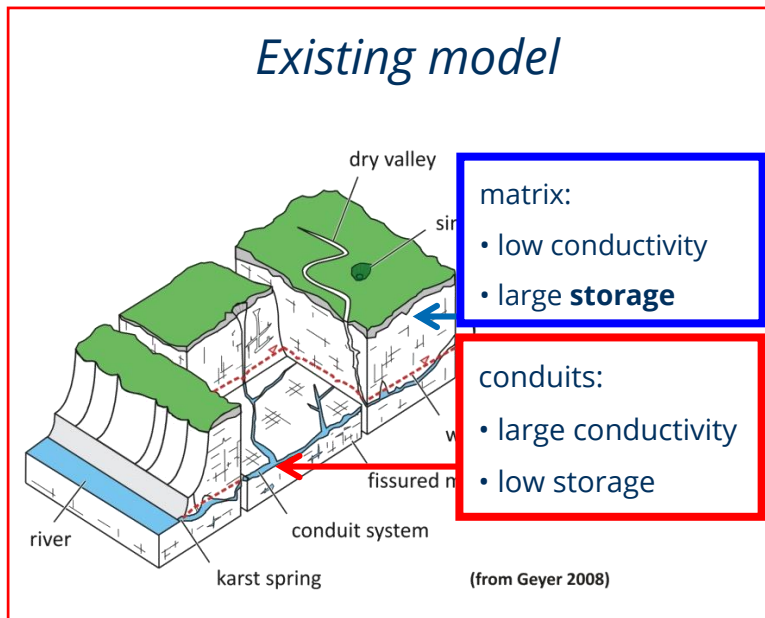 Existing model
dry valley
matrix:
• low conductivity
• large storage
conduits:
• large conductivity
• low storage
fissured
conduit system
river
karst spring
(from Geyer 2008)